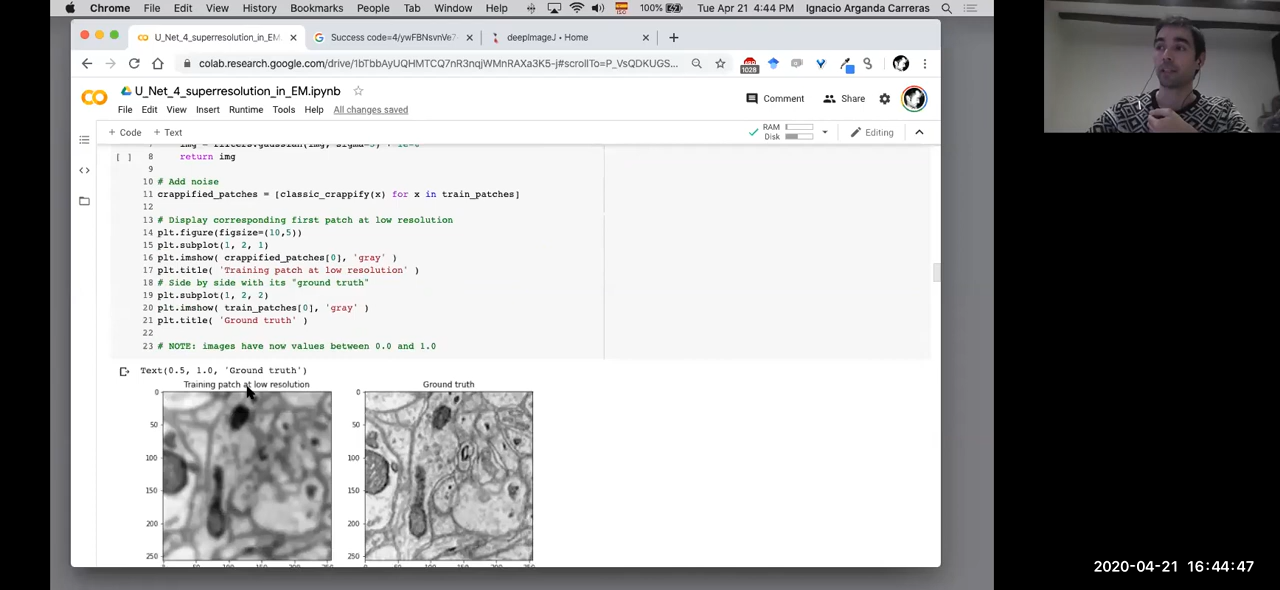 Chrome File Edit View History Bookmarks People Tab Window Help 100% Tue Apr 21 4:44 PM Ignacio Arganda Carreras
U_Net_4_superresolution_in_EM. Success code=4/ywFBNsvnVe7 deepImageJ • Home
colab.research.google.com/drive/1bTbbAyUQHMTCQ7nR3nqjWMnRAXa3K5-j#scrollTo=P_VsQDKUGS... 1028
U_Net_4_superresolution_in_EM.ipynb
Comment Share
File Edit View Insert Runtime Tools Help All changes saved
+ Code + Text RAM Disk Editing
[ ] 8 return img
9
10 # Add noise
11 crappified_patches = [classic_crappify(x) for x in train_patches]
12
13 # Display corresponding first patch at low resolution
14 plt.figure(figsize=(10,5))
15 plt.subplot(1, 2, 1)
16 plt.imshow( crappified_patches[0], 'gray' )
17 plt.title( 'Training patch at low resolution' )
18 # Side by side with its "ground truth"
19 plt.subplot(1, 2, 2)
20 plt.imshow( train_patches[0], 'gray' )
21 plt.title( 'Ground truth' )
22
23 # NOTE: images have now values between 0.0 and 1.0
Text(0.5, 1.0, 'Ground truth')
Training patch at low resolution Ground truth
0 0
50 50
100 100
150 150
200 200
250 250
2020-04-21 16:44:47